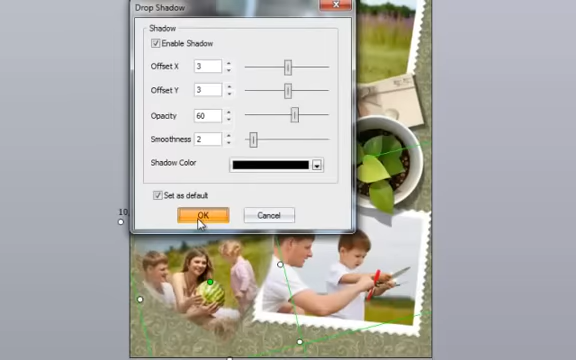 Drop Shadow
Shadow
Enable Shadow
Offset X 3
Offset Y 3
Opacity 60
Smoothness 2
Shadow Color
Set as default
OK Cancel
10,